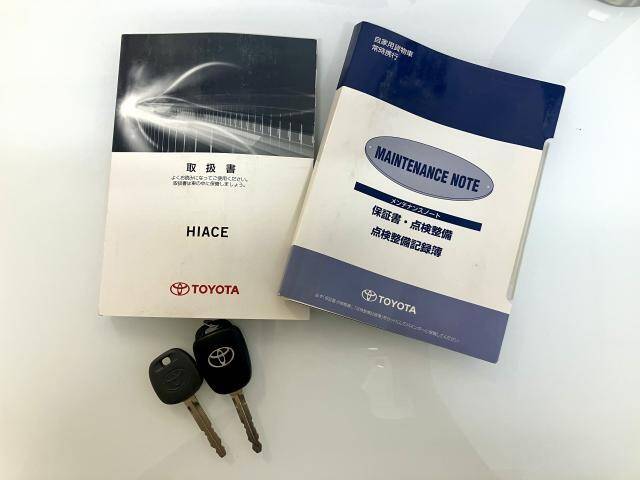 取扱書
よくお読みになってご使用ください。
取扱書は車の中に保管しましょう。
HIACE
TOYOTA
自家用貨物車
常時携行
MAINTENANCE NOTE
メンテナンスノート
保証書・点検整備
点検整備記録簿
TOYOTA